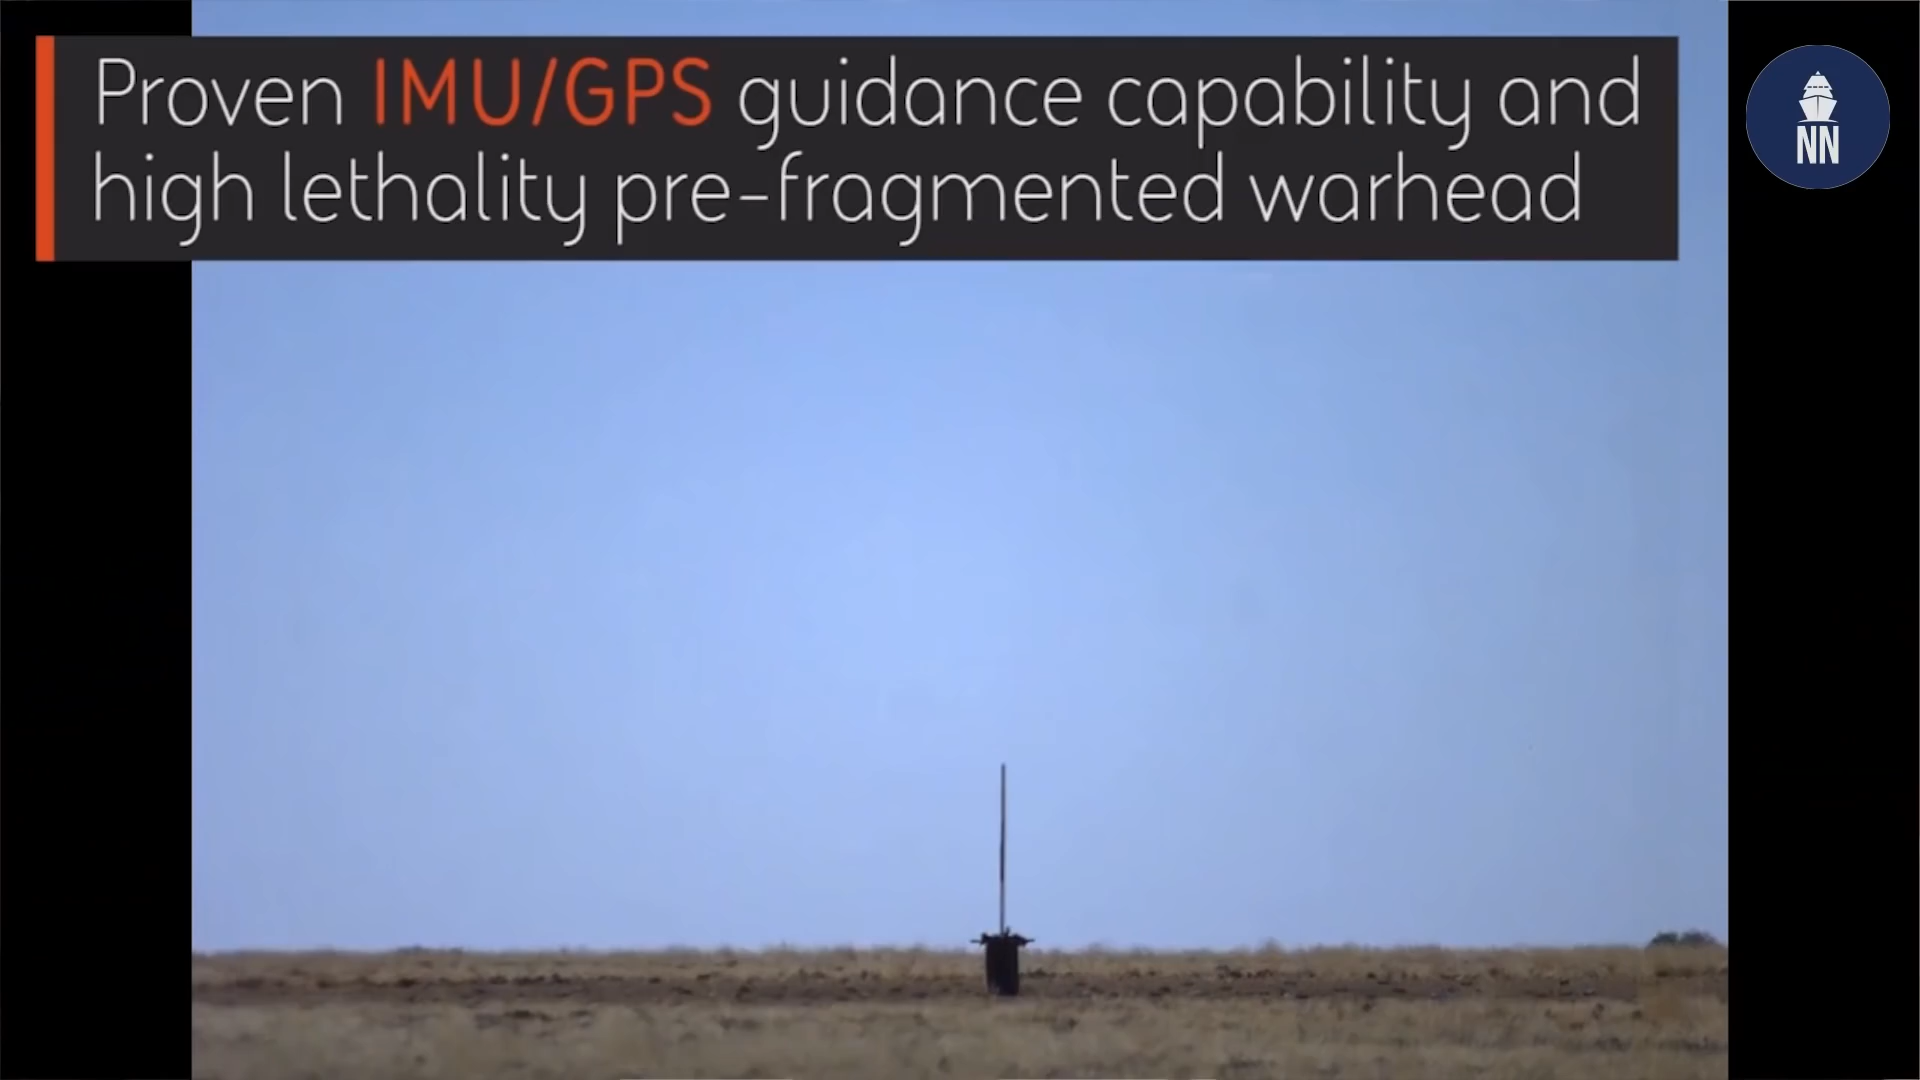 Proven IMU/GPS guidance capability and
high lethality pre-fragmented warhead
NN